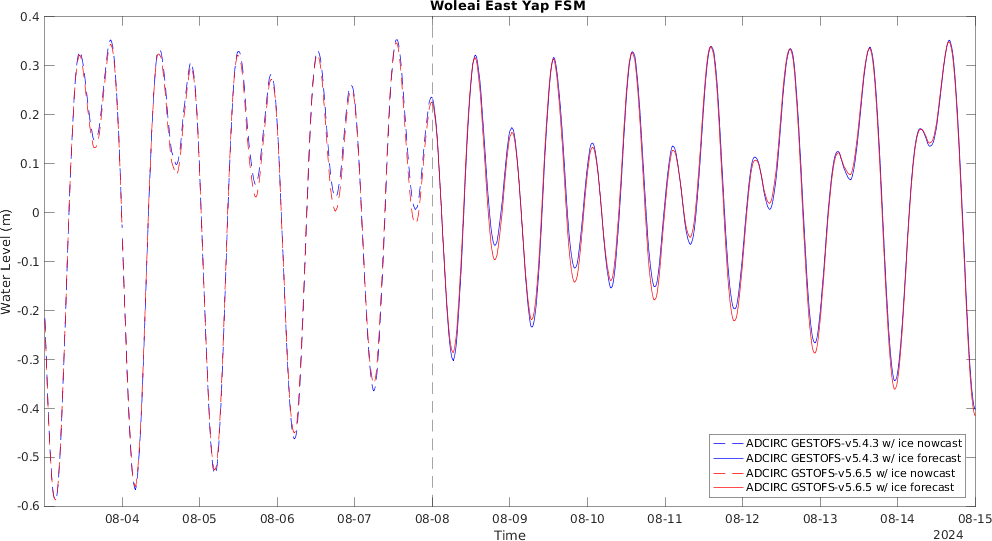 Woleai East Yap FSM
0.4
0.3
0.2
0.1
0
-0.1
-0.2
-0.3
-0.4
-0.5
-0.6
Water Level (m)
ADCIRC GESTOFS-v5.4.3 w/ ice nowcast
ADCIRC GESTOFS-v5.4.3 w/ ice forecast
ADCIRC GSTOFS-v5.6.5 w/ ice nowcast
ADCIRC GSTOFS-v5.6.5 w/ ice forecast
08-04 08-05 08-06 08-07 08-08 08-09 08-10 08-11 08-12 08-13 08-14 08-15
Time
2024